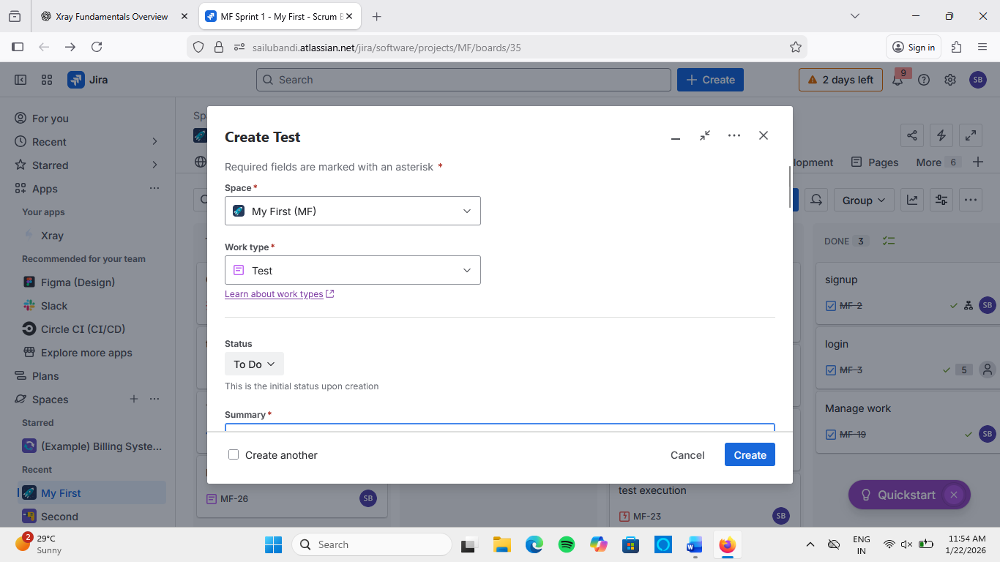 Xray Fundamentals Overview
MF Sprint 1 - My First - Scrum B
sailubandi.atlassian.net/jira/software/projects/MF/boards/35
Sign in
Jira
Search
Create
2 days left
9
SB
For you
Recent
Starred
Apps
Your apps
Xray
Recommended for your team
Figma (Design)
Slack
Circle CI (CI/CD)
Explore more apps
Plans
Spaces
Starred
(Example) Billing Syste...
Recent
My First
Second
Create Test
Required fields are marked with an asterisk *
Space*
My First (MF)
Work type*
Test
Learn about work types
Status
To Do
This is the initial status upon creation
Summary*
Create another
Cancel
Create
Pages
More 6
Group
DONE 3
signup
MF-2
SB
login
MF-3
5
Manage work
MF-19
SB
MF-26
SB
test execution
MF-23
SB
Quickstart
2
29°C
Sunny
Search
ENG
IN
11:54 AM
1/22/2026